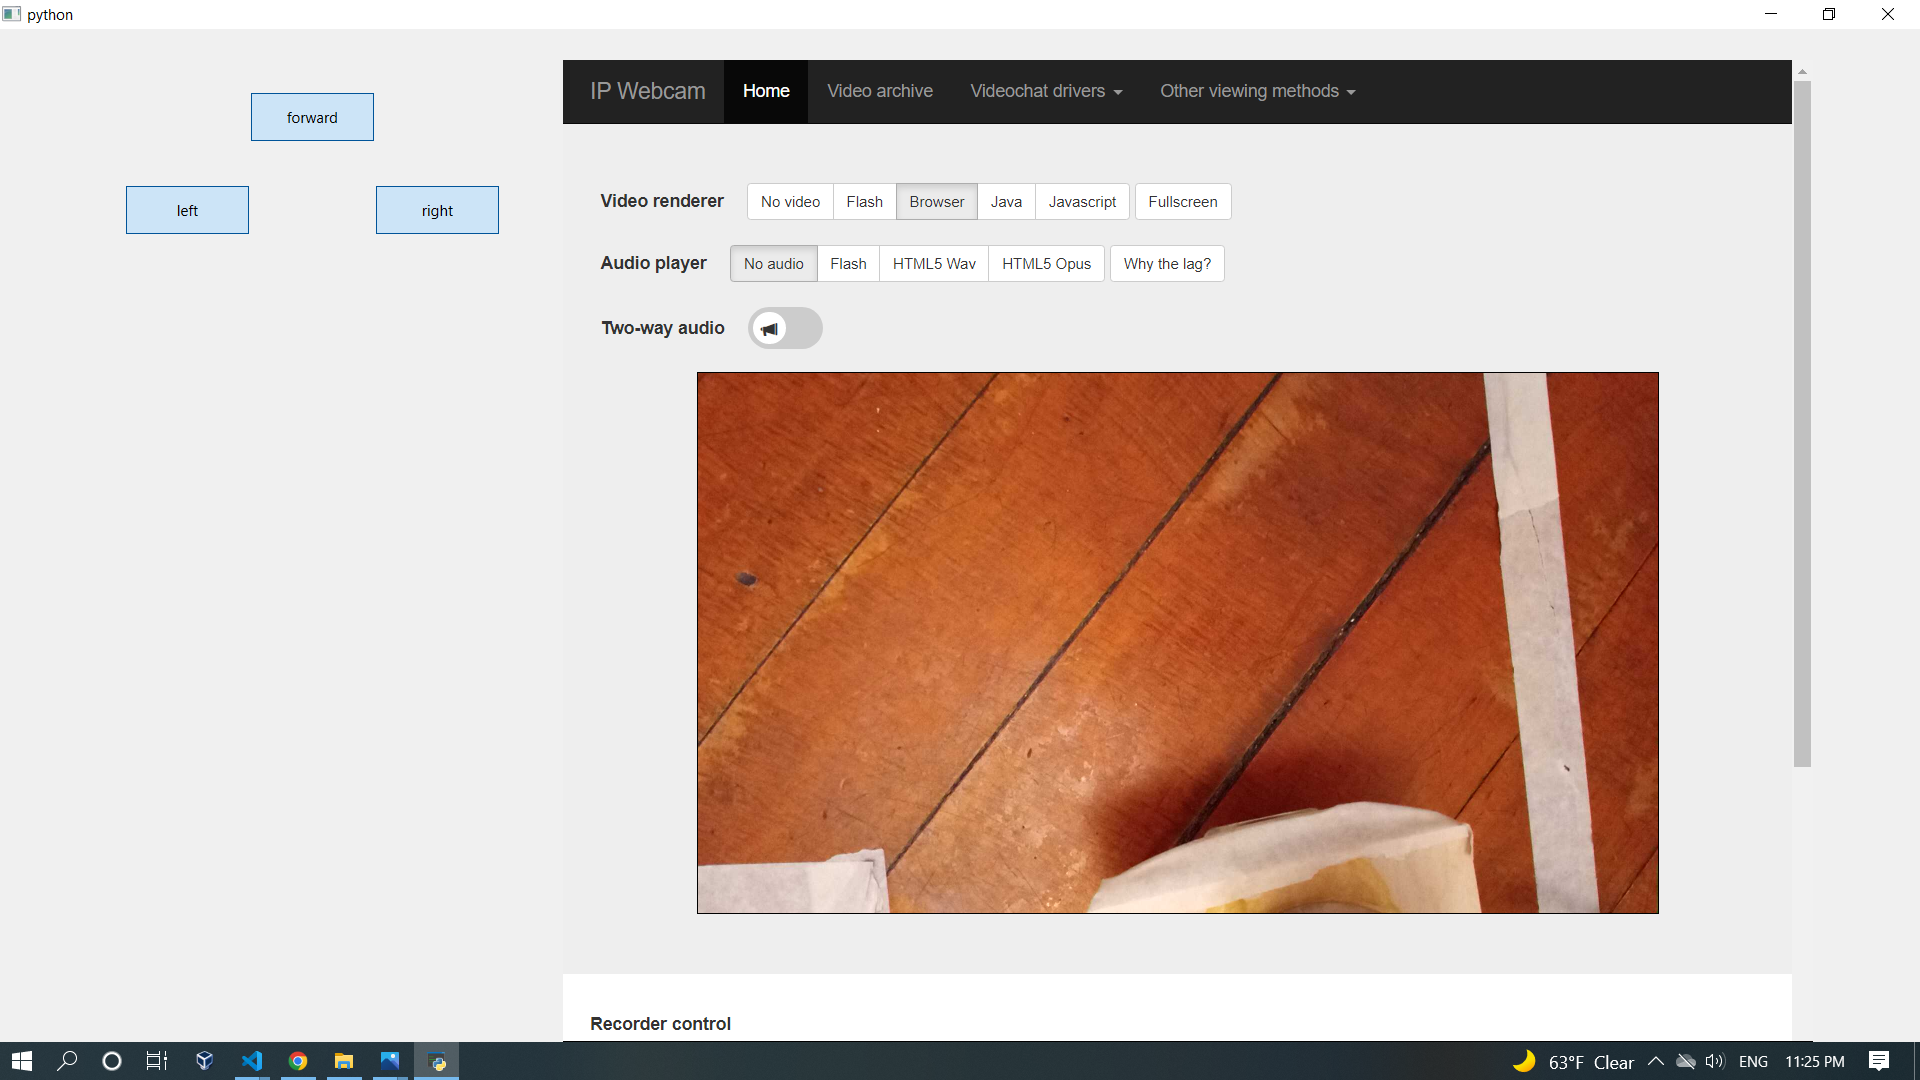 python
forward
left right
IP Webcam Home Video archive Videochat drivers Other viewing methods
Video renderer No video Flash Browser Java Javascript Fullscreen
Audio player No audio Flash HTML5 Wav HTML5 Opus Why the lag?
Two-way audio
Recorder control
63°F Clear ENG 11:25 PM